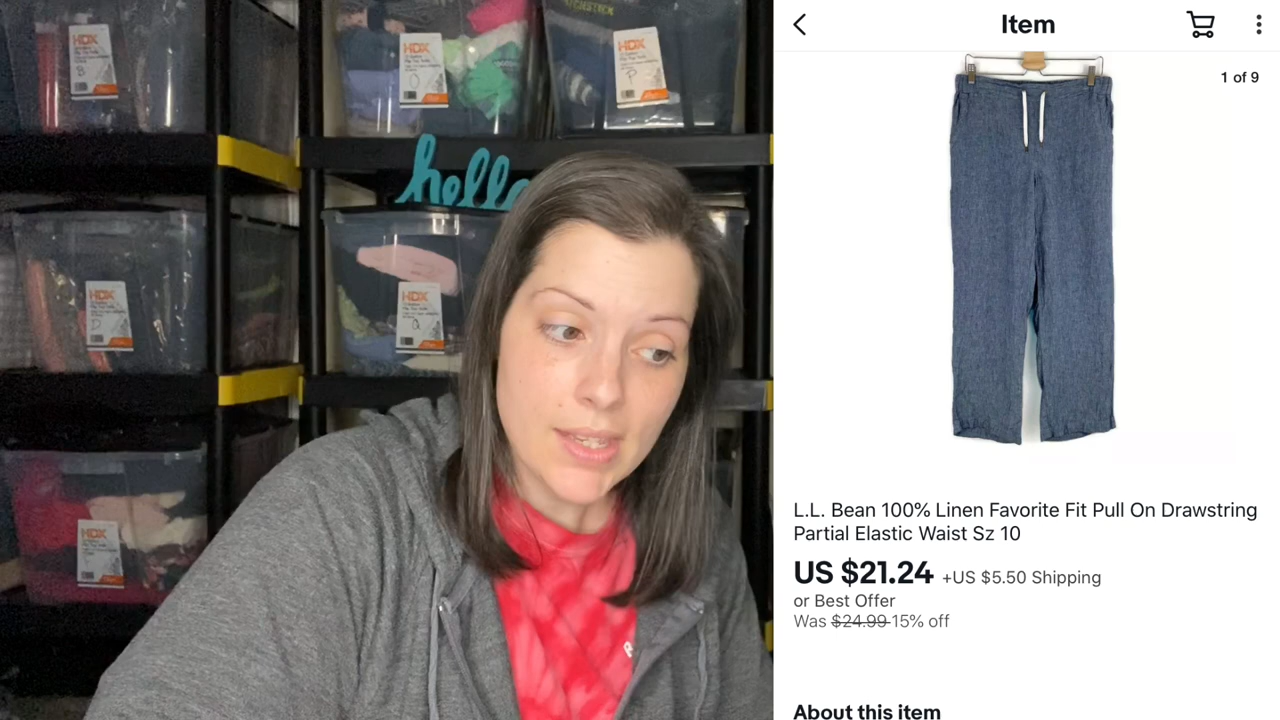 HDX
B
HDX
O
HDX
P
hello
HDX
D
HDX
Q
HDX
Item
1 of 9
L.L. Bean 100% Linen Favorite Fit Pull On Drawstring
Partial Elastic Waist Sz 10
US $21.24 +US $5.50 Shipping
or Best Offer
Was $24.99 15% off
About this item